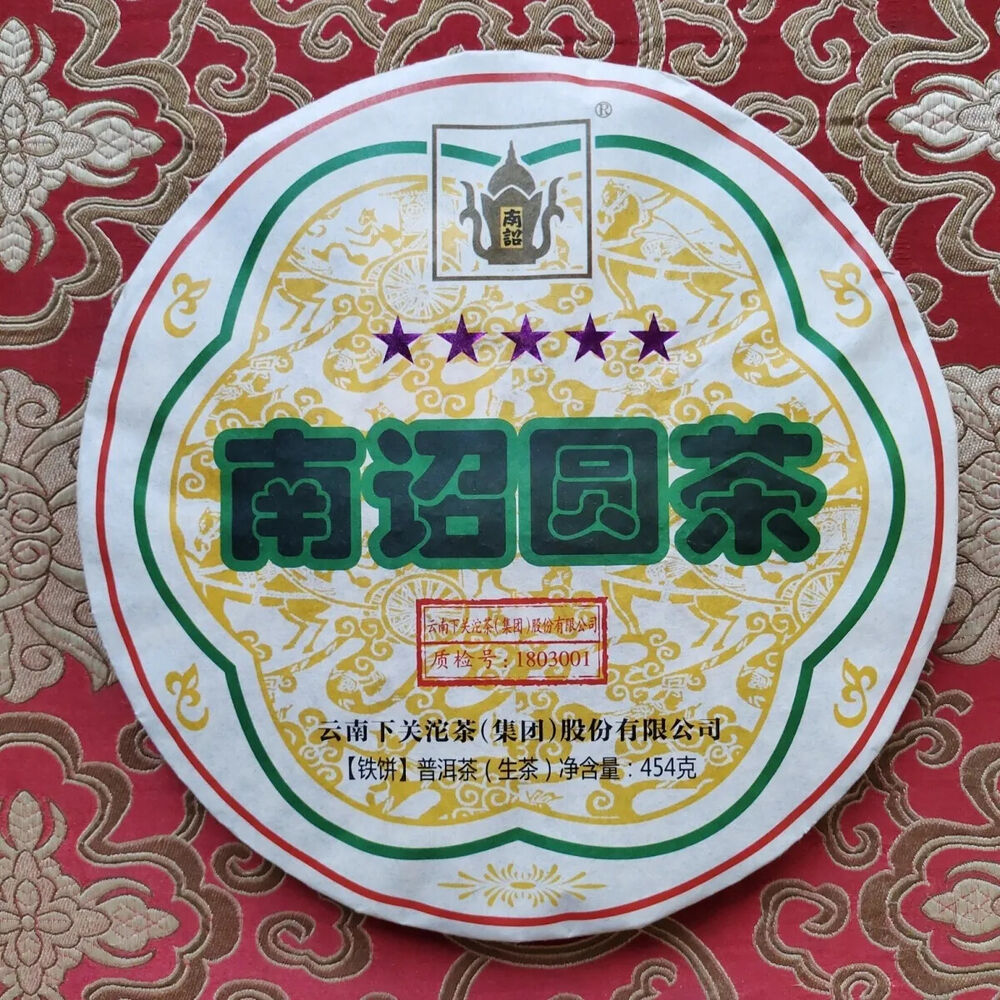 ®
南詔
南诏圆茶
云南下关沱茶(集团)股份有限公司
质检号:1803001
云南下关沱茶(集团)股份有限公司
【铁饼】普洱茶(生茶)净含量:454克